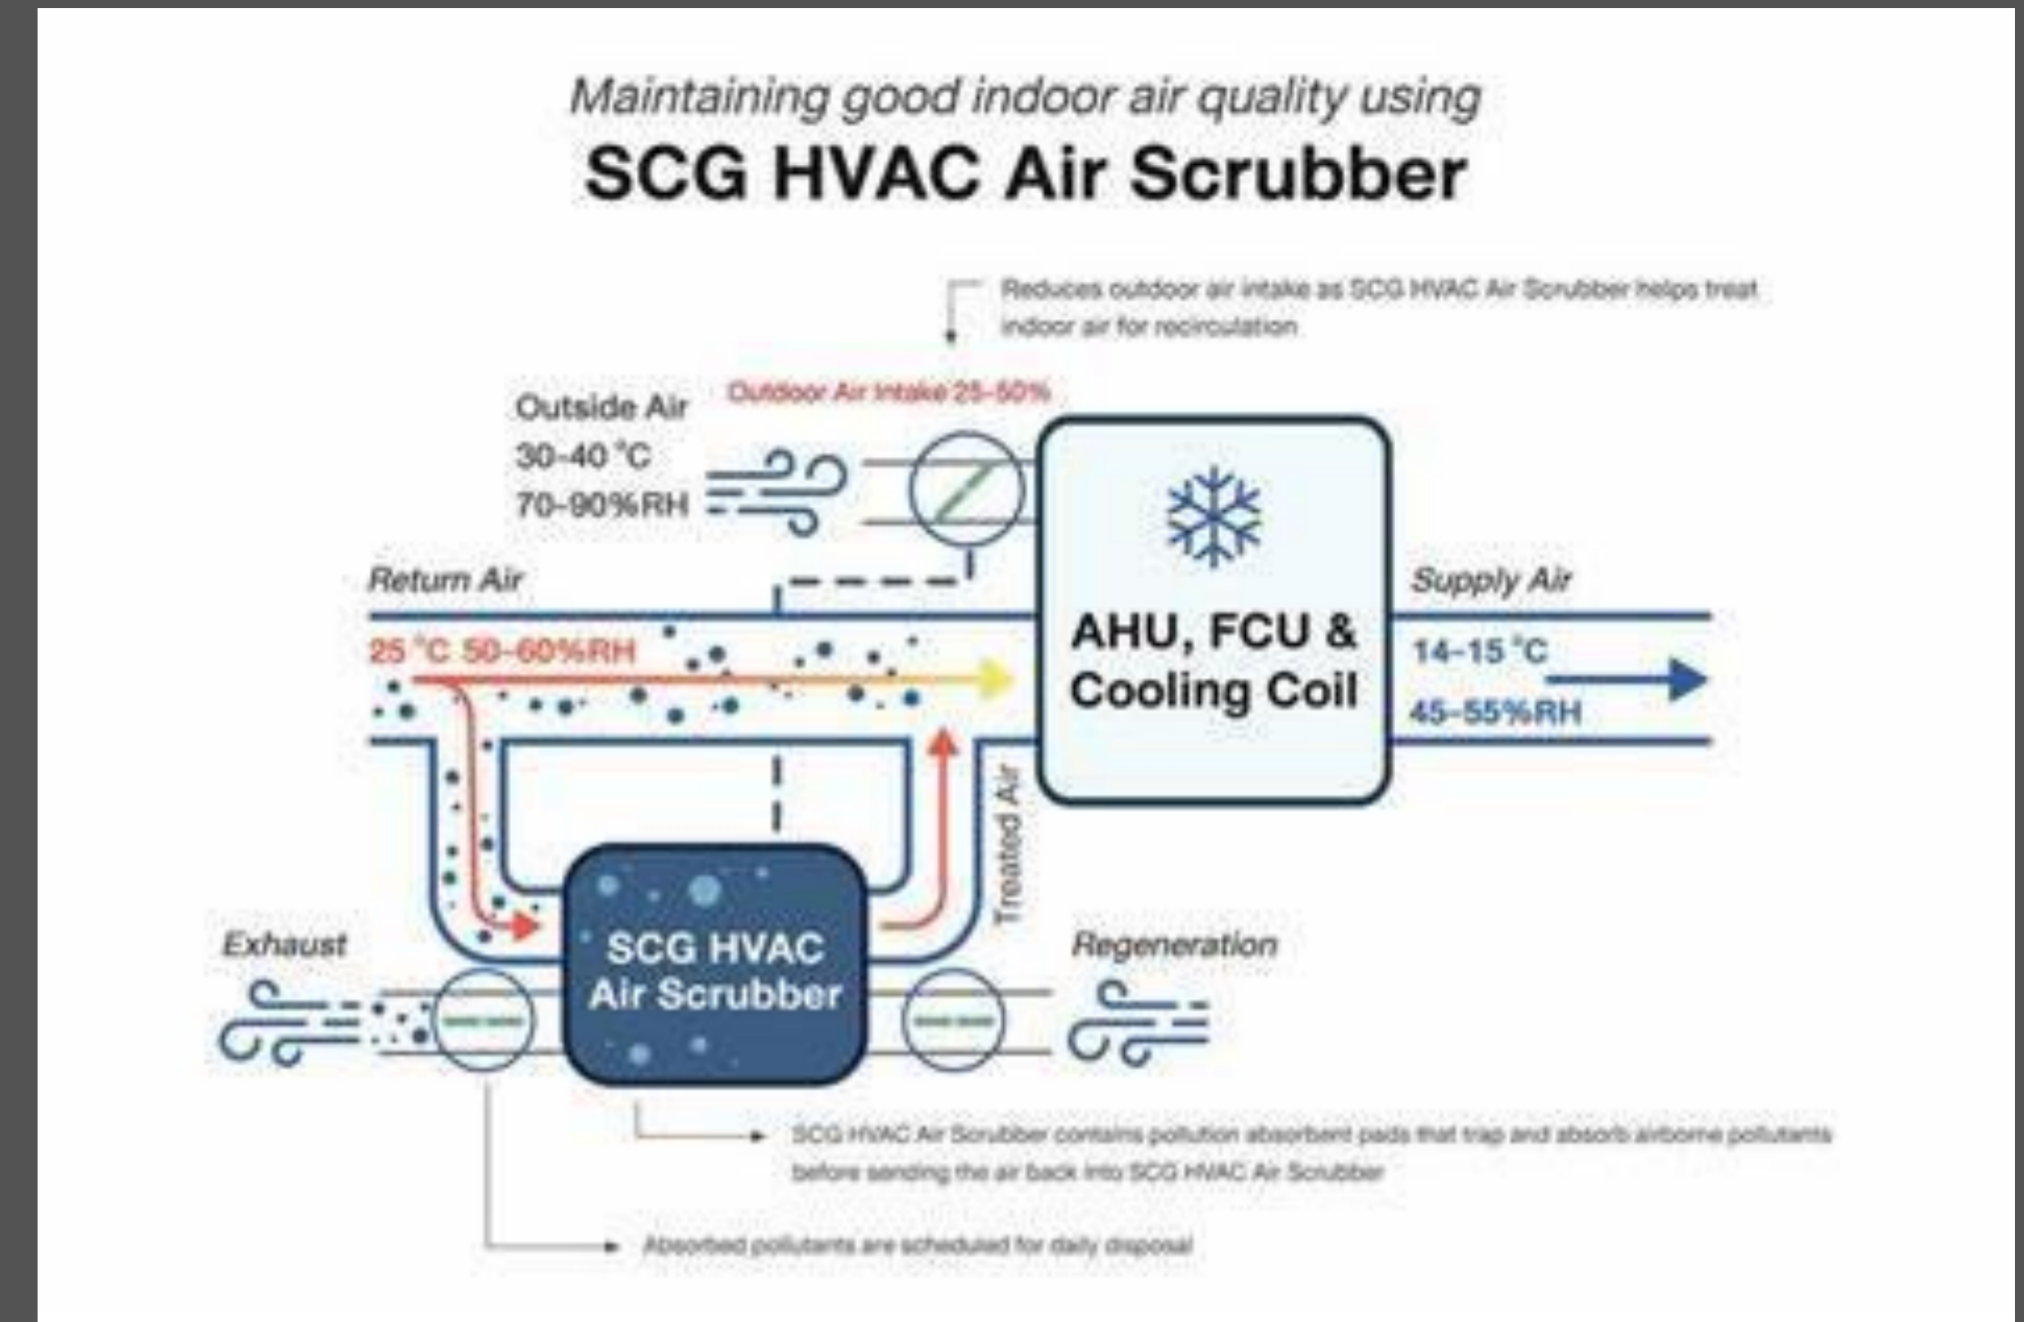 Maintaining good indoor air quality using
SCG HVAC Air Scrubber
Reduces outdoor air intake as SCG HVAC Air Scrubber helps treat
indoor air for recirculation
Outdoor Air Intake 25-50%
Outside Air
30-40 °C
70-90%RH
Return Air
25 °C 50-60%RH
AHU, FCU &
Cooling Coil
Supply Air
14-15 °C
45-55%RH
Treated Air
Exhaust
SCG HVAC
Air Scrubber
Regeneration
SCG HVAC Air Scrubber contains pollution absorbent pads that trap and absorb airborne pollutants
before sending the air back into SCG HVAC Air Scrubber
Absorbed pollutants are scheduled for daily disposal